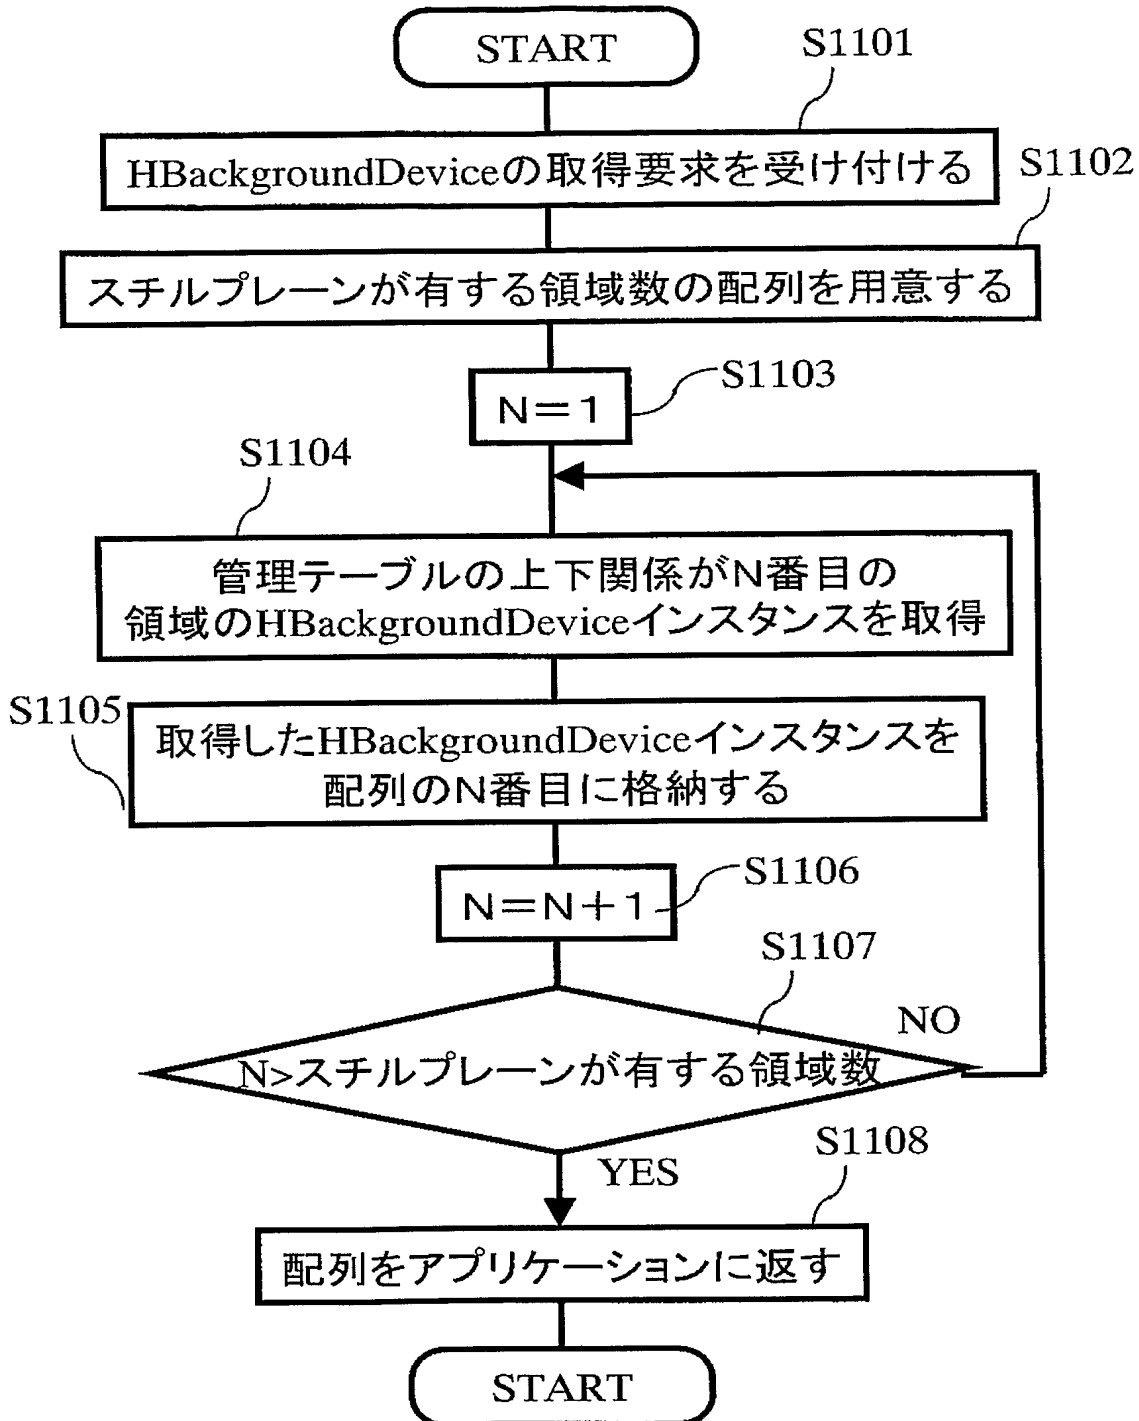 START
S1101
HBackgroundDeviceの取得要求を受け付ける
S1102
スチルプレーンが有する領域数の配列を用意する
S1103
N=1
S1104
管理テーブルの上下関係がN番目の
領域のHBackgroundDeviceインスタンスを取得
S1105
取得したHBackgroundDeviceインスタンスを
配列のN番目に格納する
S1106
N=N+1
S1107
NO
N>スチルプレーンが有する領域数
YES
S1108
配列をアプリケーションに返す
START